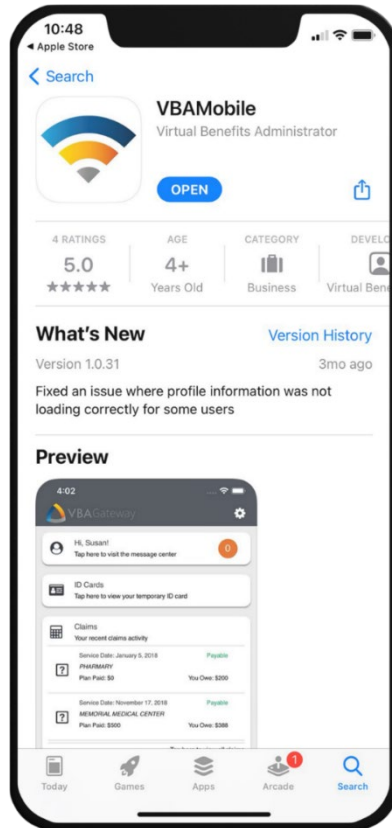 10:48
◀ Apple Store
Search
VBAMobile
Virtual Benefits Administrator
OPEN
4 RATINGS
AGE
CATEGORY
DEVELO
5.0
4+
★★★★★
Years Old
Business
Virtual Bene
What's New
Version History
Version 1.0.31
3mo ago
Fixed an issue where profile information was not
loading correctly for some users
Preview
4:02
VBAGateway
Hi, Susan!
Tap here to visit the message center
0
ID Cards
Tap here to view your temporary ID card
Claims
Your recent claims activity
Service Date: January 5, 2018
Payable
PHARMARY
Plan Paid: $0
You Owe: $200
Service Date: November 17, 2018
Payable
MEMORIAL MEDICAL CENTER
Plan Paid: $500
You Owe: $388
1
Today
Games
Apps
Arcade
Search